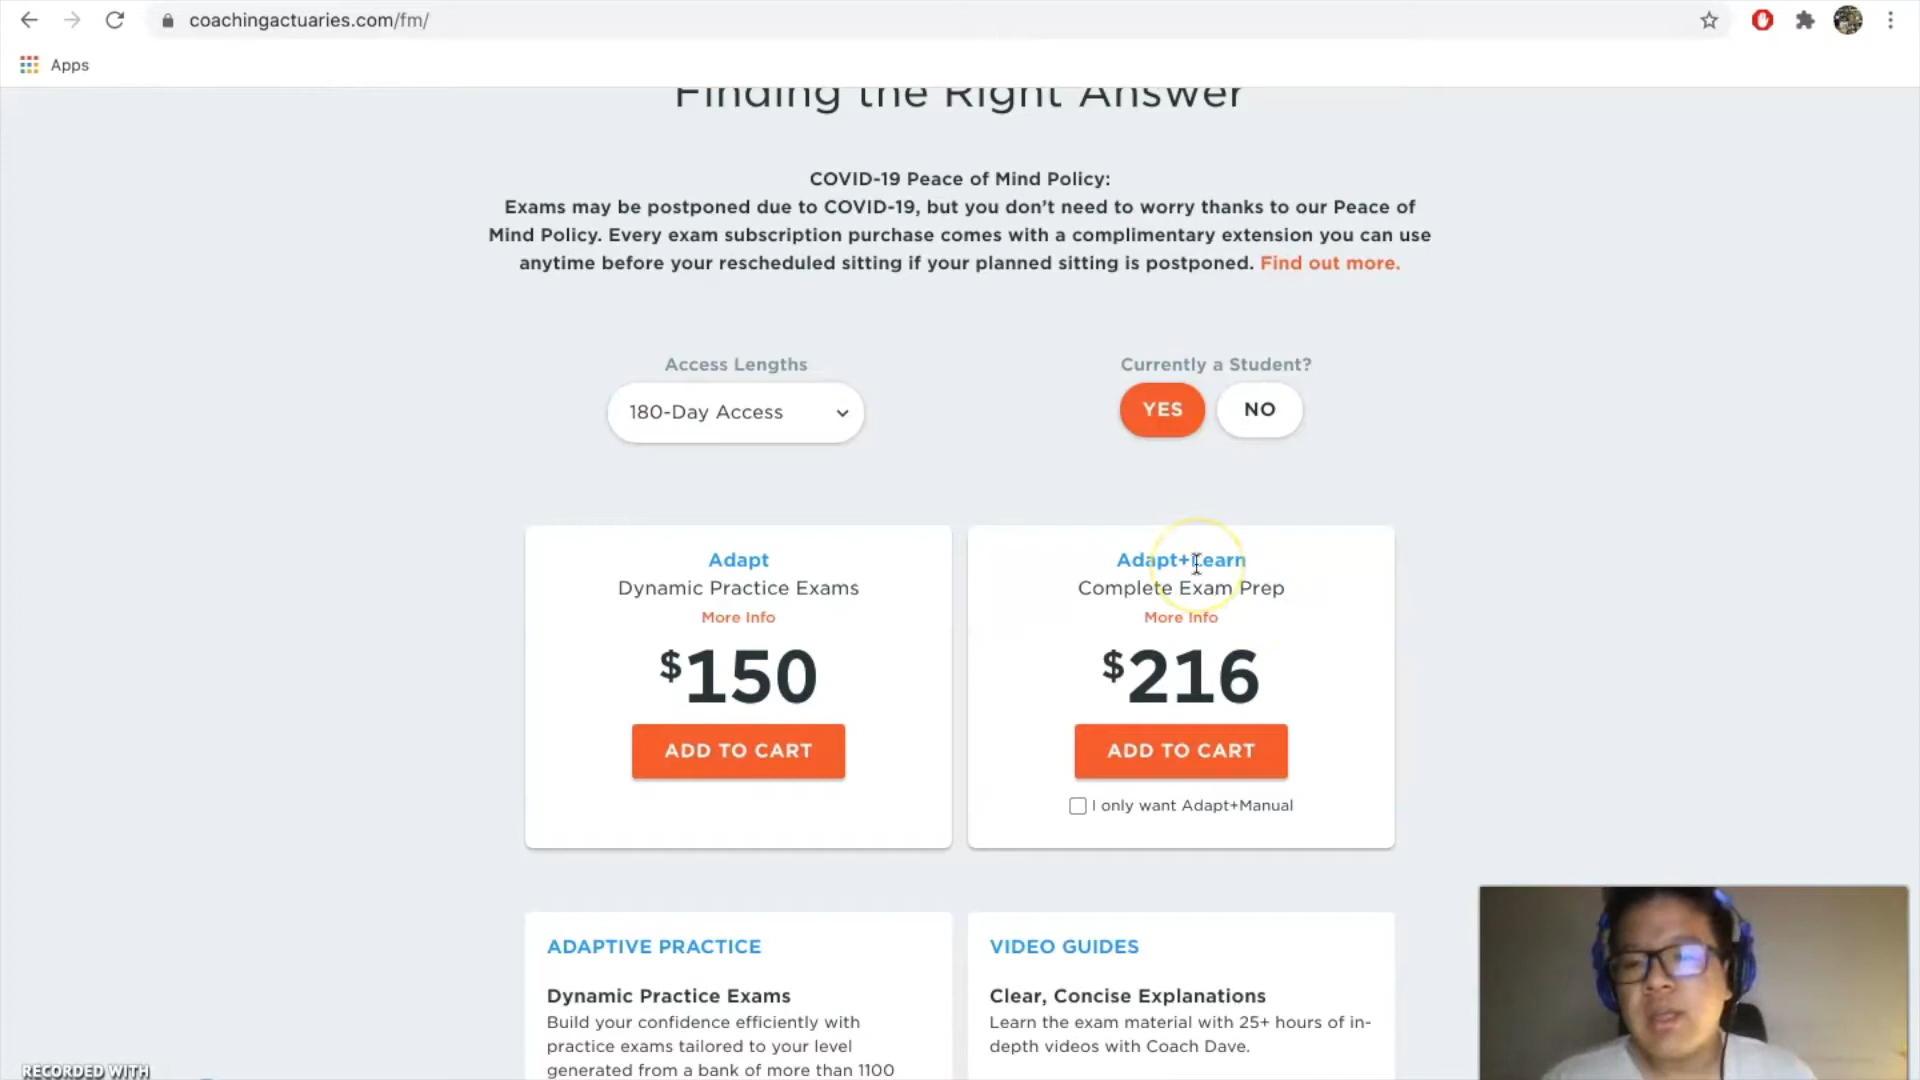 coachingactuaries.com/fm/
Apps
Finding the Right Answer
COVID-19 Peace of Mind Policy:
Exams may be postponed due to COVID-19, but you don't need to worry thanks to our Peace of
Mind Policy. Every exam subscription purchase comes with a complimentary extension you can use
anytime before your rescheduled sitting if your planned sitting is postponed. Find out more.
Access Lengths
180-Day Access
Currently a Student?
YES
NO
Adapt
Dynamic Practice Exams
More Info
$150
ADD TO CART
Adapt+Learn
Complete Exam Prep
More Info
$216
ADD TO CART
I only want Adapt+Manual
ADAPTIVE PRACTICE
Dynamic Practice Exams
Build your confidence efficiently with
practice exams tailored to your level
generated from a bank of more than 1100
VIDEO GUIDES
Clear, Concise Explanations
Learn the exam material with 25+ hours of in-
depth videos with Coach Dave.
RECORDED WITH